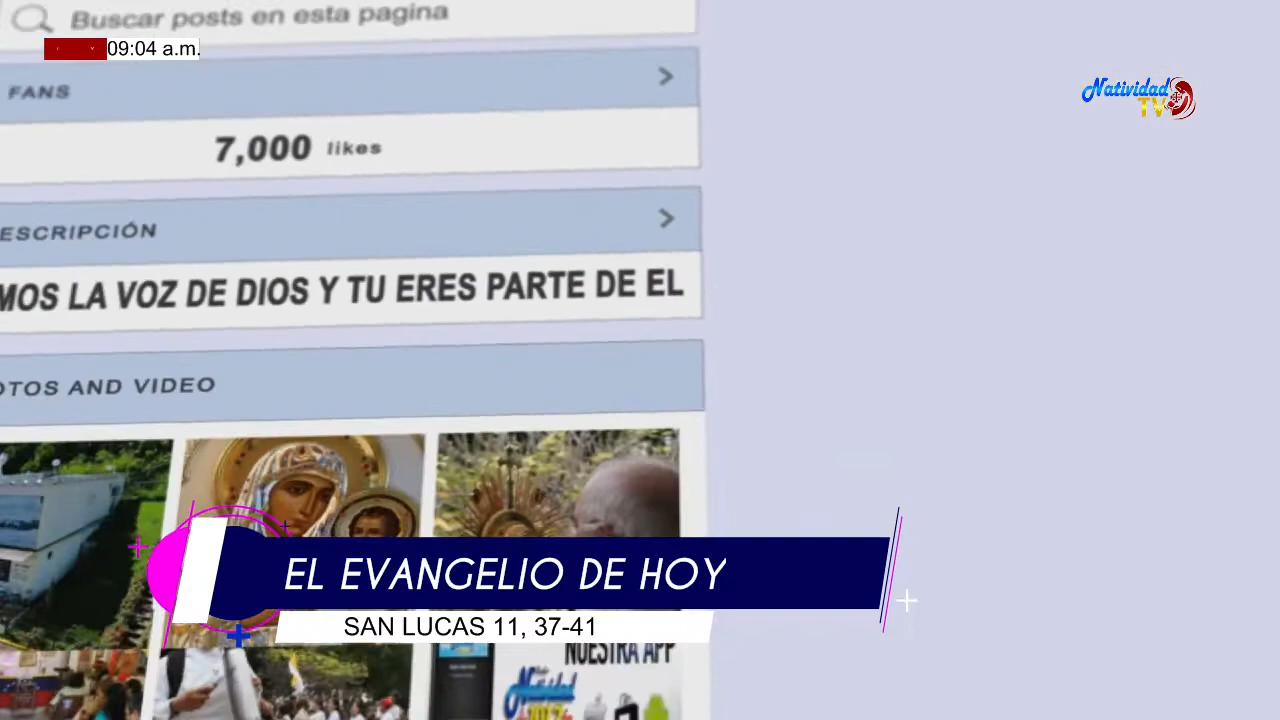 Buscar posts en esta pagina
09:04 a.m.
FANS
Natividad
TV
7,000 likes
ESCRIPCIÓN
MOS LA VOZ DE DIOS Y TU ERES PARTE DE EL
OTOS AND VIDEO
EL EVANGELIO DE HOY
SAN LUCAS 11, 37-41
NUESTRA APP
Natividad